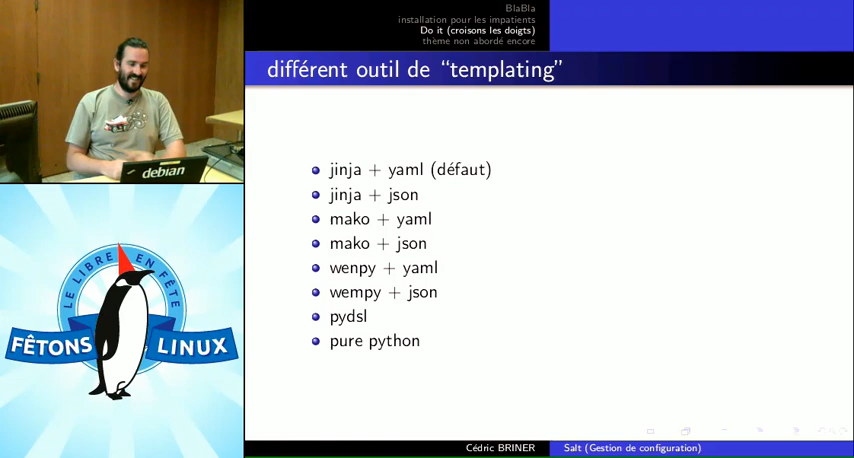 BlaBla
installation pour les impatients
Do it (croisons les doigts)
thème non abordé encore
différent outil de “templating”
jinja + yaml (défaut)
jinja + json
mako + yaml
mako + json
wenpy + yaml
wempy + json
pydsl
pure python
Cédric BRINER
Salt (Gestion de configuration)
debian
LE LIBRE EN FÊTE
FÊTONS LINUX